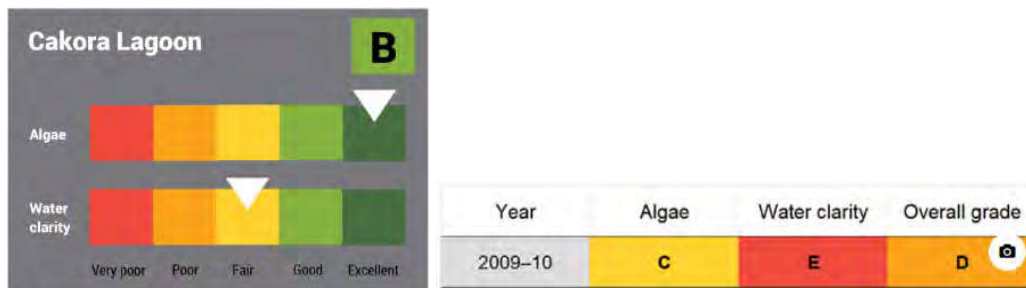 Cakora Lagoon
B
Algae
Water
clarity
Very poor Poor Fair Good Excellent
Year Algae Water clarity Overall grade
2009–10 C E D